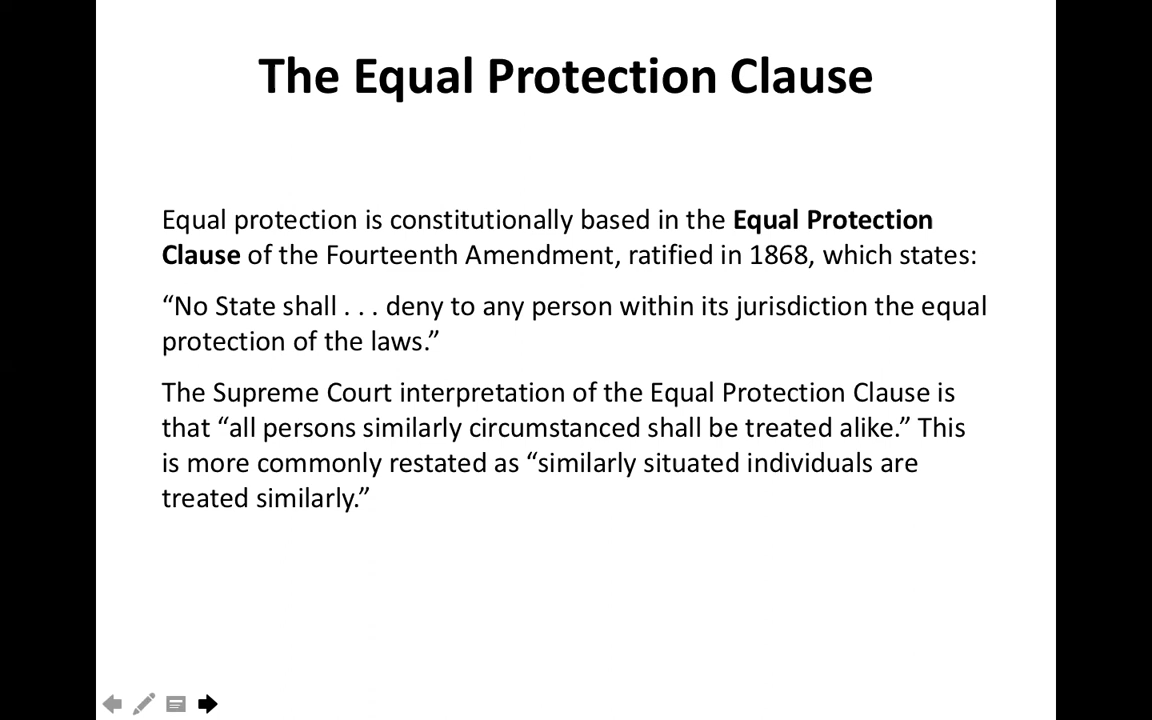 The Equal Protection Clause
Equal protection is constitutionally based in the Equal Protection
Clause of the Fourteenth Amendment, ratified in 1868, which states:
“No State shall . . . deny to any person within its jurisdiction the equal
protection of the laws.”
The Supreme Court interpretation of the Equal Protection Clause is
that “all persons similarly circumstanced shall be treated alike.” This
is more commonly restated as “similarly situated individuals are
treated similarly.”